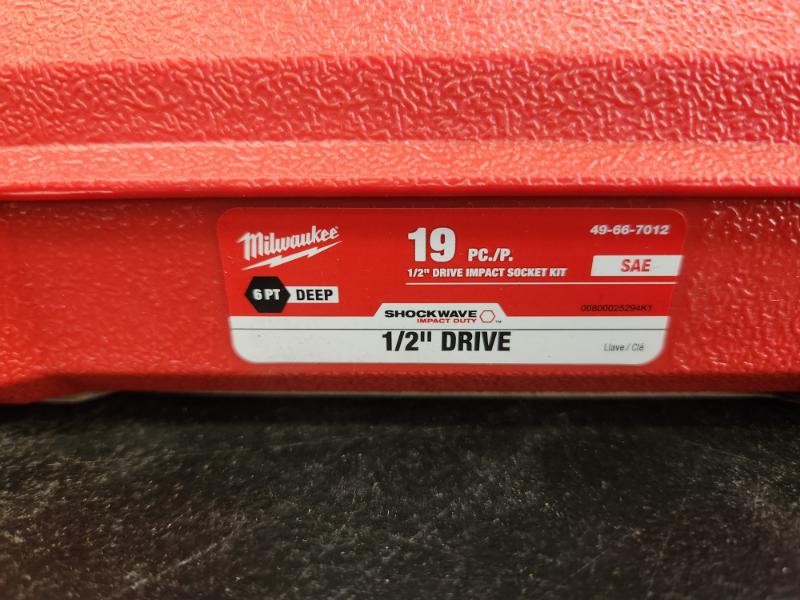 Milwaukee
19 PC./P.
49-66-7012
1/2" DRIVE IMPACT SOCKET KIT
SAE
6 PT DEEP
SHOCKWAVE
IMPACT DUTY™
00800025294K1
1/2" DRIVE
Llave / Clé